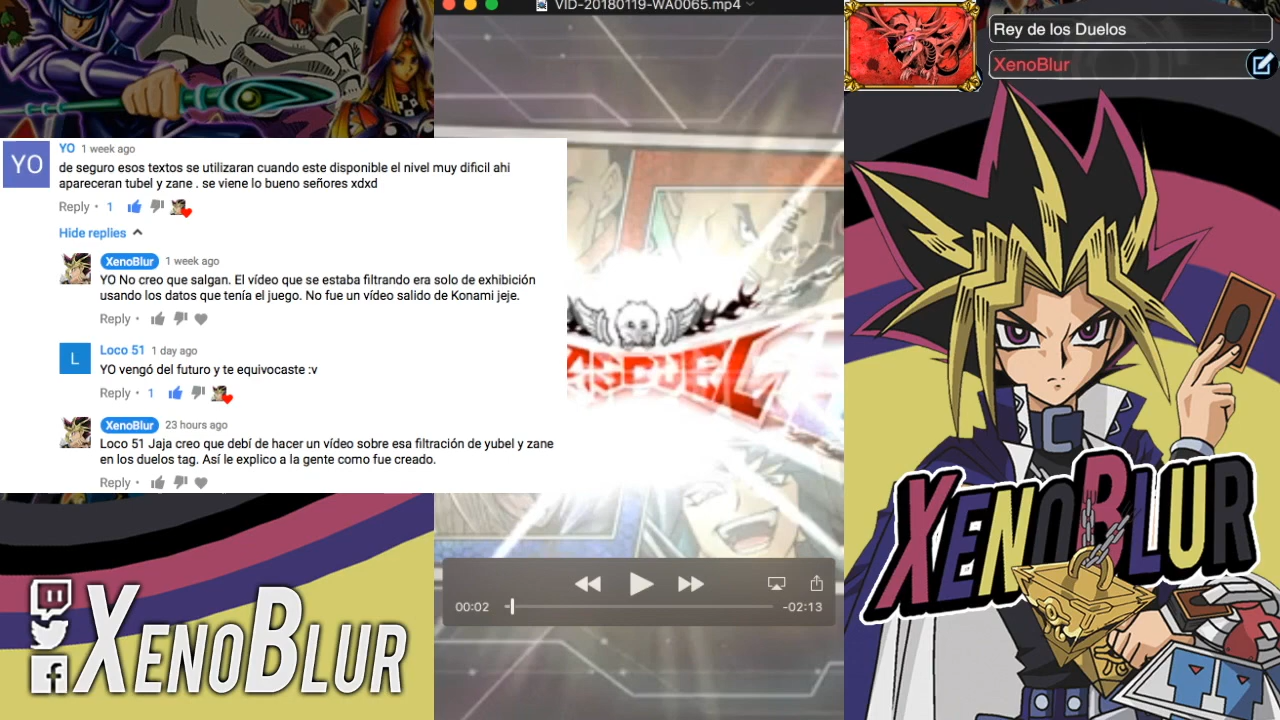 VID-20180119-WA0065.mp4
Rey de los Duelos
XenoBlur
YO
YO 1 week ago
de seguro esos textos se utilizaran cuando este disponible el nivel muy dificil ahi
apareceran tubel y zane . se viene lo bueno señores xdxd
Reply • 1
Hide replies
XenoBlur 1 week ago
YO No creo que salgan. El vídeo que se estaba filtrando era solo de exhibición
usando los datos que tenía el juego. No fue un vídeo salido de Konami jeje.
Reply •
L
Loco 51 1 day ago
YO vengó del futuro y te equivocaste :v
Reply • 1
XenoBlur 23 hours ago
Loco 51 Jaja creo que debí de hacer un vídeo sobre esa filtración de yubel y zane
en los duelos tag. Así le explico a la gente como fue creado.
Reply •
00:02
-02:13
XENOBLUR
XENOBLUR